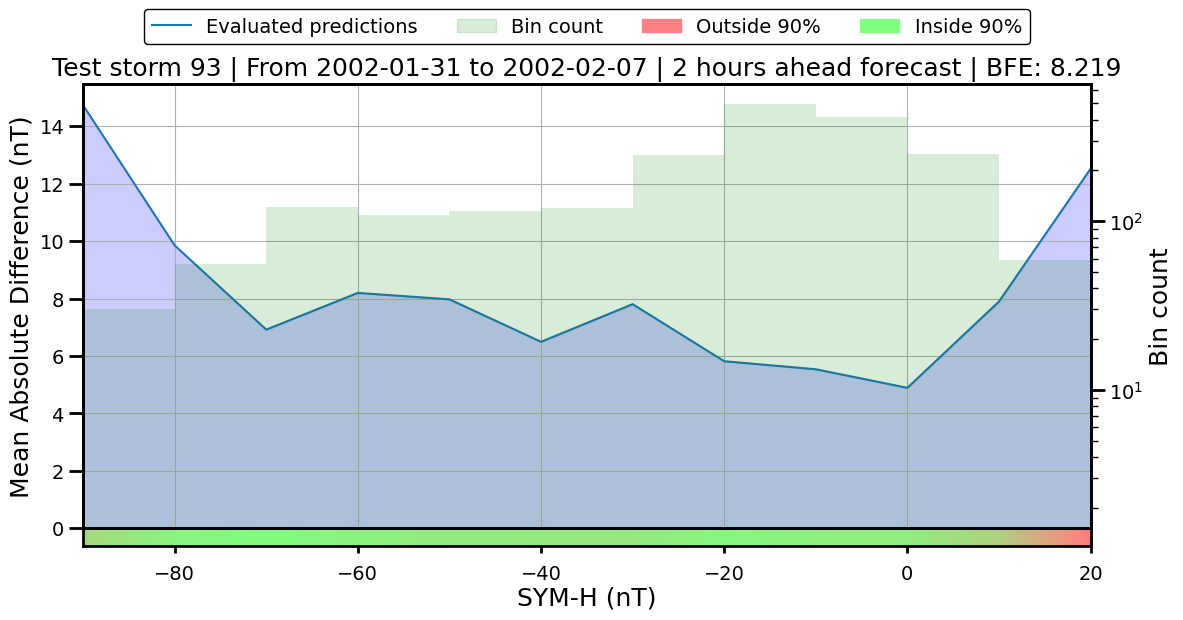 Evaluated predictions Bin count Outside 90% Inside 90%
Test storm 93 | From 2002-01-31 to 2002-02-07 | 2 hours ahead forecast | BFE: 8.219
Mean Absolute Difference (nT)
14
12
10
8
6
4
2
0
10²
10¹
Bin count
−80 −60 −40 −20 0 20
SYM-H (nT)